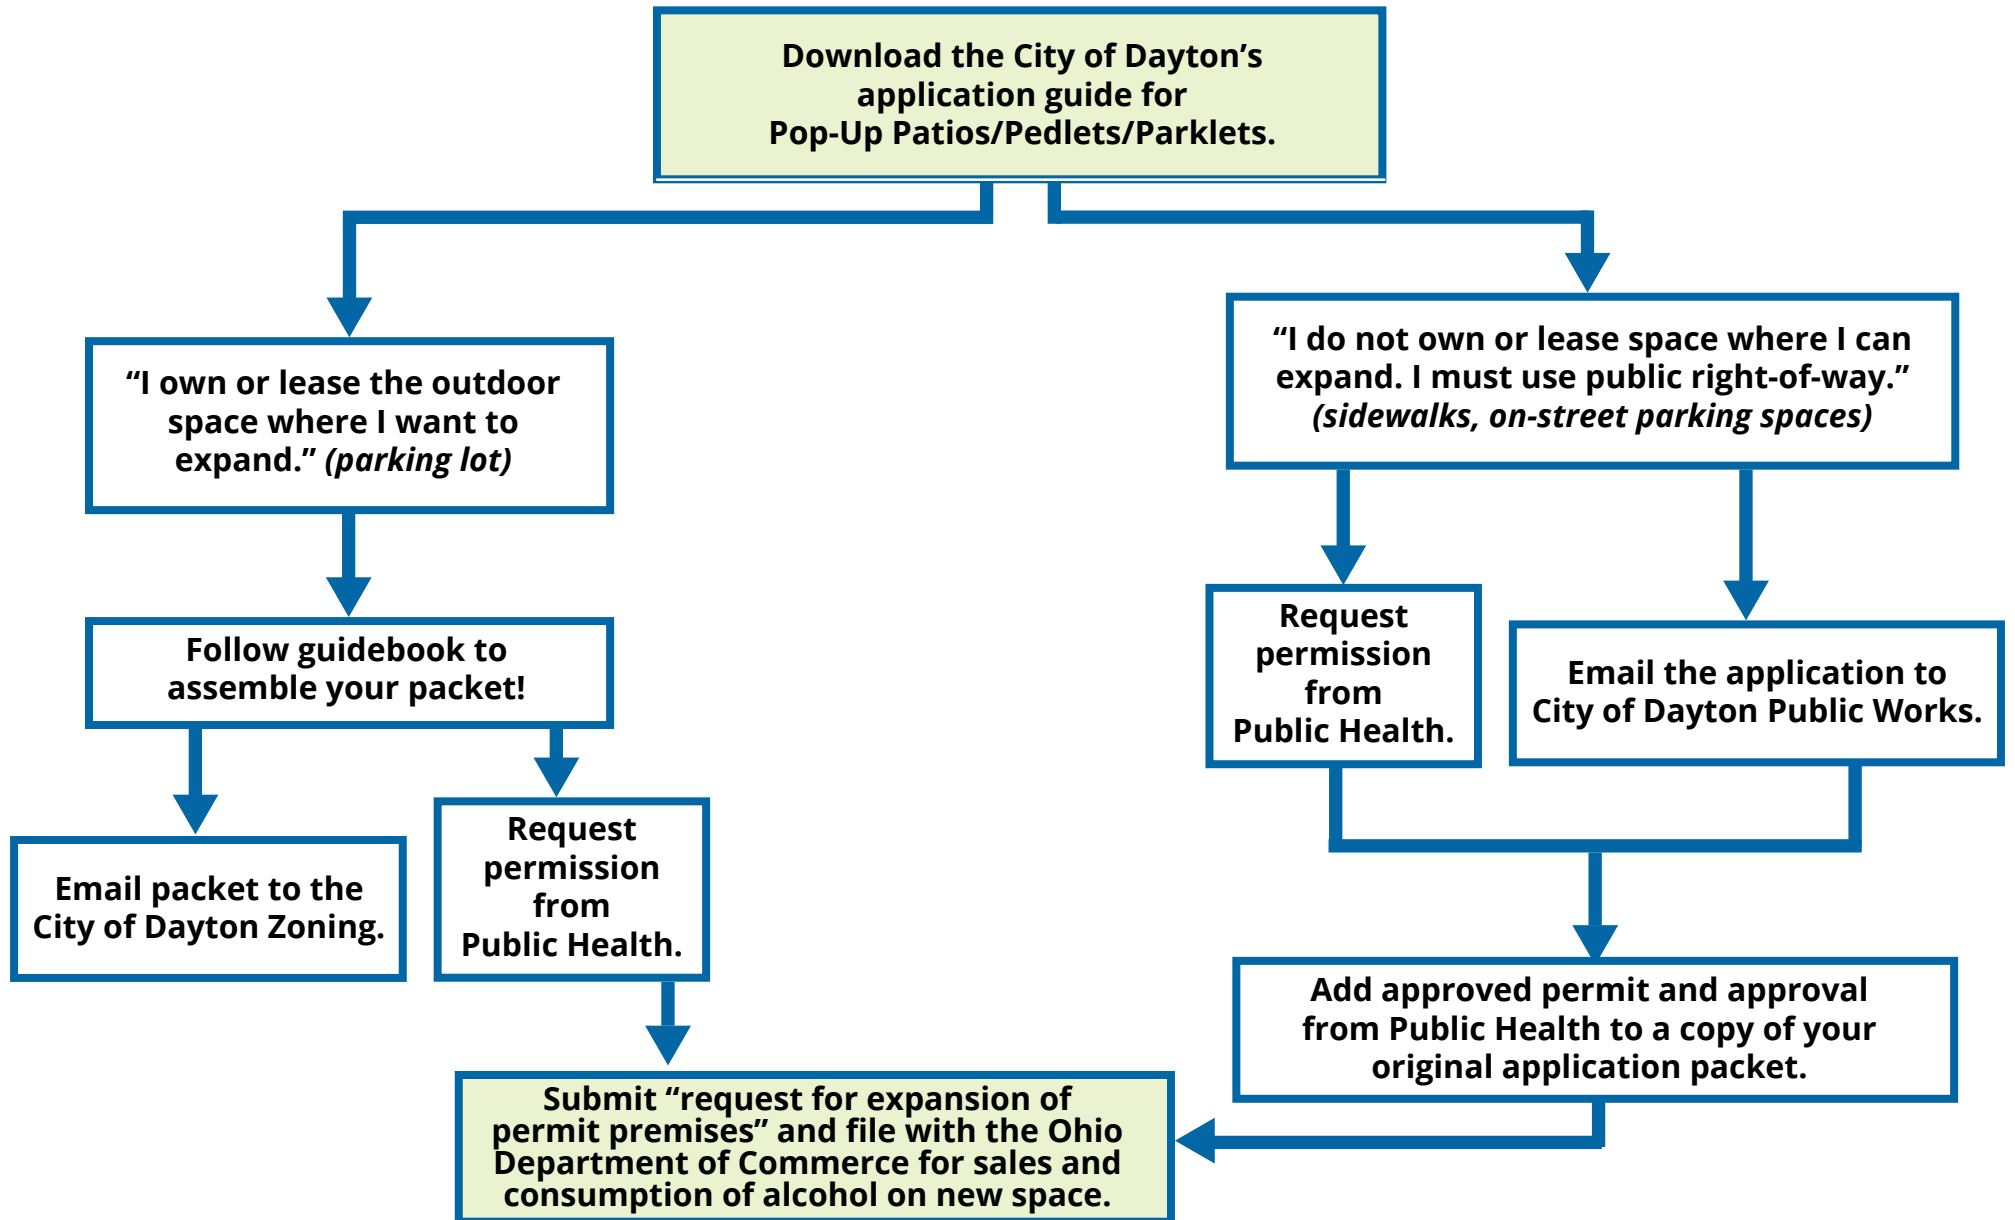 Download the City of Dayton’s
application guide for
Pop-Up Patios/Pedlets/Parklets.
“I own or lease the outdoor
space where I want to
expand.” (parking lot)
“I do not own or lease space where I can
expand. I must use public right-of-way.”
(sidewalks, on-street parking spaces)
Follow guidebook to
assemble your packet!
Request
permission
from
Public Health.
Email the application to
City of Dayton Public Works.
Email packet to the
City of Dayton Zoning.
Request
permission
from
Public Health.
Add approved permit and approval
from Public Health to a copy of your
original application packet.
Submit “request for expansion of
permit premises” and file with the Ohio
Department of Commerce for sales and
consumption of alcohol on new space.